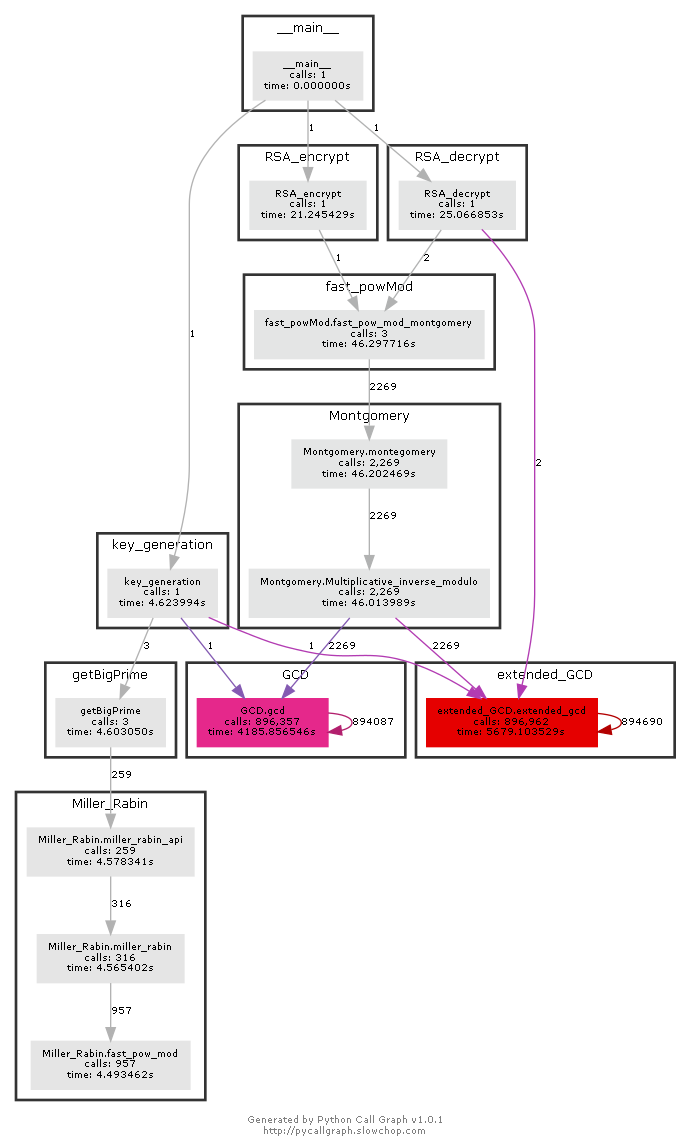 __main__
__main__
calls: 1
time: 0.000000s
1
1
RSA_encrypt
RSA_decrypt
RSA_encrypt
calls: 1
time: 21.245429s
RSA_decrypt
calls: 1
time: 25.066853s
1
2
fast_powMod
fast_powMod.fast_pow_mod_montgomery
calls: 3
time: 46.297716s
1
2269
Montgomery
Montgomery.montegomery
calls: 2,269
time: 46.202469s
2
2269
key_generation
key_generation
calls: 1
time: 4.623994s
Montgomery.Multiplicative_inverse_modulo
calls: 2,269
time: 46.013989s
3
1
2269
1
2269
getBigPrime
GCD
extended_GCD
getBigPrime
calls: 3
time: 4.603050s
GCD.gcd
calls: 896,357
time: 4185.856546s
894087
extended_GCD.extended_gcd
calls: 896,962
time: 5679.103529s
894690
259
Miller_Rabin
Miller_Rabin.miller_rabin_api
calls: 259
time: 4.578341s
316
Miller_Rabin.miller_rabin
calls: 316
time: 4.565402s
957
Miller_Rabin.fast_pow_mod
calls: 957
time: 4.493462s
Generated by Python Call Graph v1.0.1
http://pycallgraph.slowchop.com